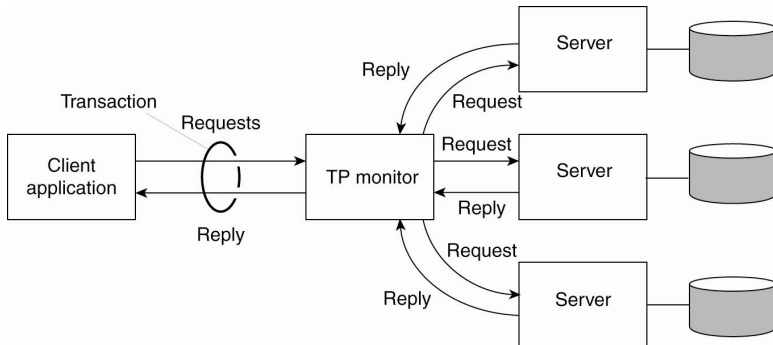 Server
Reply
Transaction
Request
Requests
Client
application
TP monitor
Request
Server
Reply
Reply
Request
Reply
Server